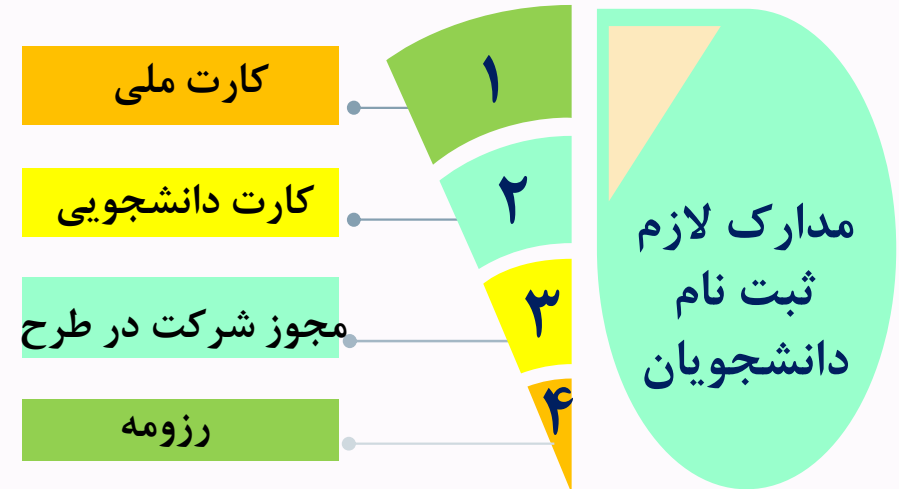 مدارک لازم
ثبت نام
دانشجویان
۱
کارت ملی
۲
کارت دانشجویی
۳
مجوز شرکت در طرح
۴
رزومه